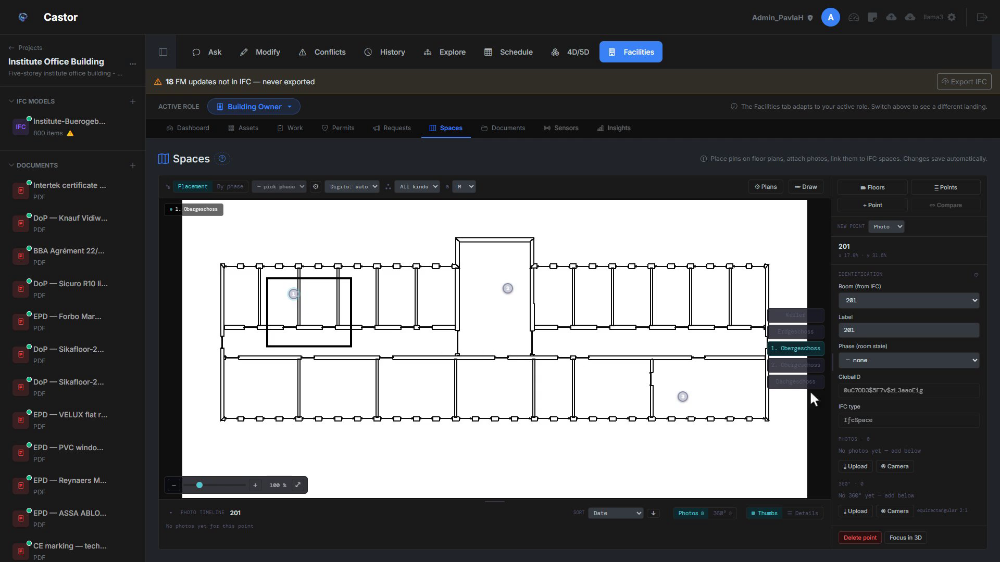 Castor
Admin_PavlaH
A
llama3
Projects
Institute Office Building
...
Five-storey institute office building - ...
IFC MODELS
IFC
Institute-Buerogeb...
800 items
DOCUMENTS
Intertek certificate ...
PDF
DoP — Knauf Vidiw...
PDF
BBA Agrément 22/...
PDF
DoP — Sicuro R10 li...
PDF
EPD — Forbo Mar...
PDF
DoP — Sikafloor-2...
PDF
DoP — Sikafloor-2...
PDF
EPD — VELUX flat r...
PDF
EPD — PVC windo...
PDF
EPD — Reynaers M...
PDF
EPD — ASSA ABLO...
PDF
CE marking — tech...
PDF
Ask
Modify
Conflicts
History
Explore
Schedule
4D/5D
Facilities
18 FM updates not in IFC — never exported
Export IFC
ACTIVE ROLE
Building Owner
The Facilities tab adapts to your active role. Switch above to see a different landing.
Dashboard
Assets
Work
Permits
Requests
Spaces
Documents
Sensors
Insights
Spaces
?
Place pins on floor plans, attach photos, link them to IFC spaces. Changes save automatically.
Placement
By phase
— pick phase
Digits: auto
All kinds
M
Plans
Draw
1. Obergeschoss
1
2
3
Keller
Erdgeschoss
1. Obergeschoss
2. Obergeschoss
Dachgeschoss
−
+
100 %
PHOTO TIMELINE 201
SORT
Date
Photos 0
360° 0
Thumbs
Details
No photos yet for this point
Floors
Points
+ Point
Compare
NEW POINT
Photo
201
x 17.8% · y 31.6%
IDENTIFICATION
Room (from IFC)
201
Label
201
Phase (room state)
— none
GlobalID
0uC7OD3$5F7v$zL3aaoEig
IFC type
IfcSpace
PHOTOS · 0
No photos yet — add below
Upload
Camera
360° · 0
No 360° yet — add below
Upload
Camera
equirectangular 2:1
Delete point
Focus in 3D